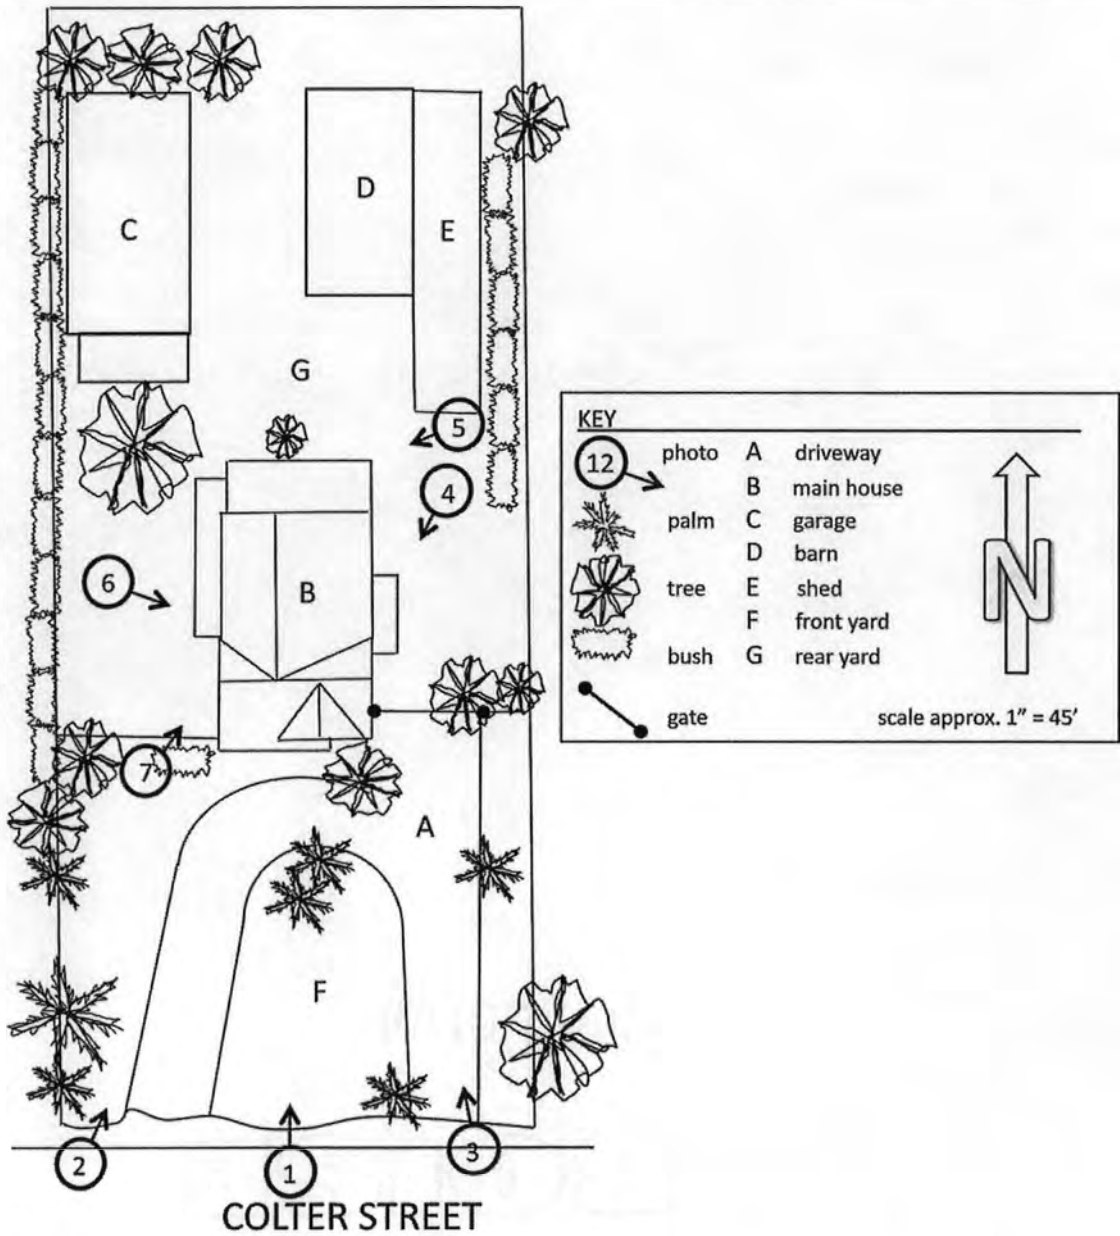 C
D
E
G
5
4
6
B
7
A
F
2
1
3
COLTER STREET
KEY
12 photo A driveway
B main house
palm C garage
D barn
tree E shed
F front yard
bush G rear yard
gate scale approx. 1" = 45'
N